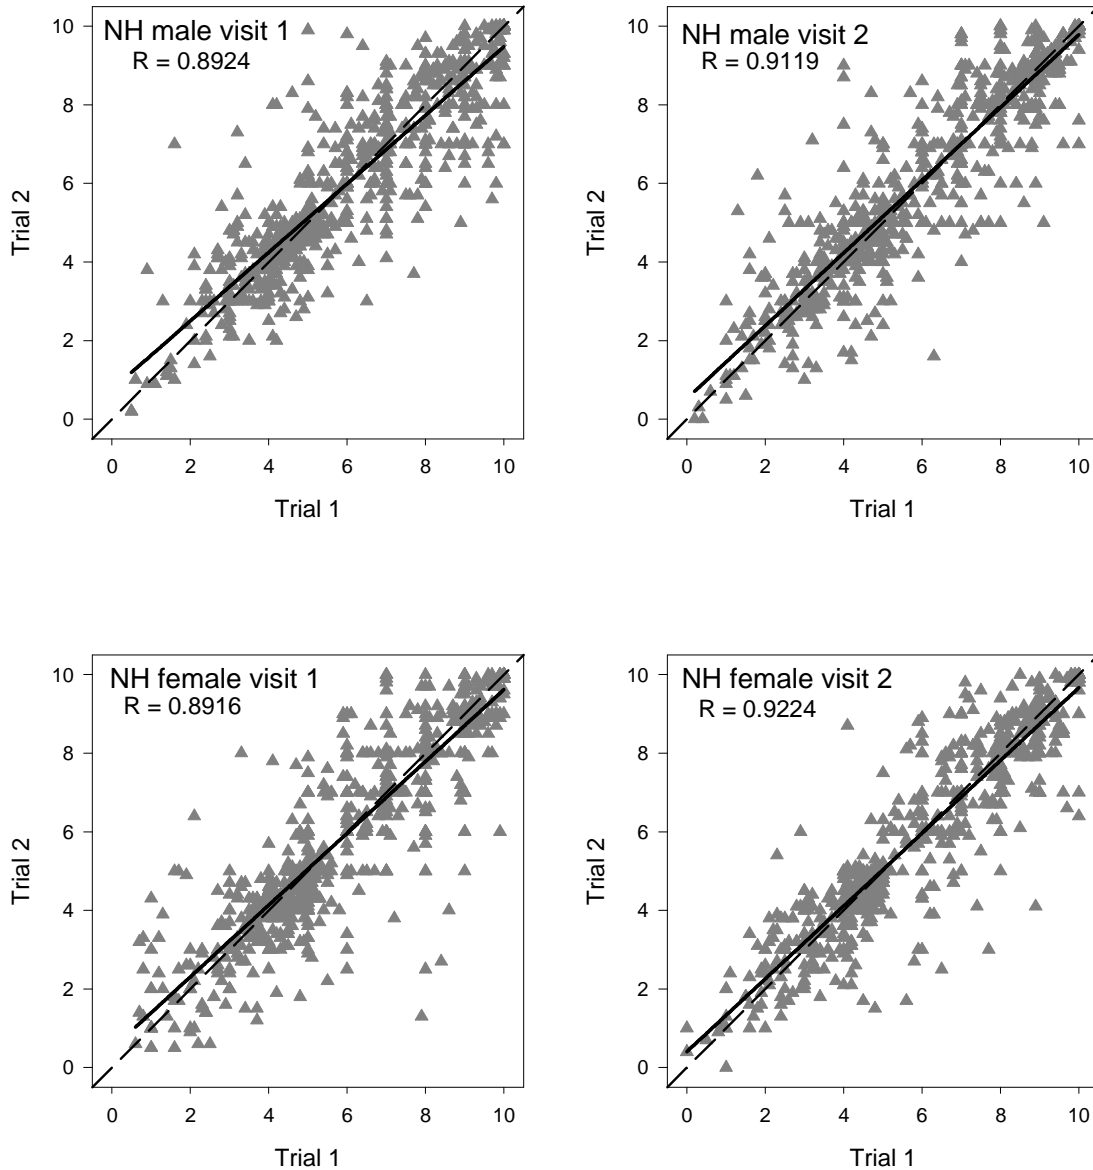 NH male visit 1
R = 0.8924
10
8
6
4
2
0
Trial 2
0 2 4 6 8 10
Trial 1
NH male visit 2
R = 0.9119
10
8
6
4
2
0
Trial 2
0 2 4 6 8 10
Trial 1
NH female visit 1
R = 0.8916
10
8
6
4
2
0
Trial 2
0 2 4 6 8 10
Trial 1
NH female visit 2
R = 0.9224
10
8
6
4
2
0
Trial 2
0 2 4 6 8 10
Trial 1